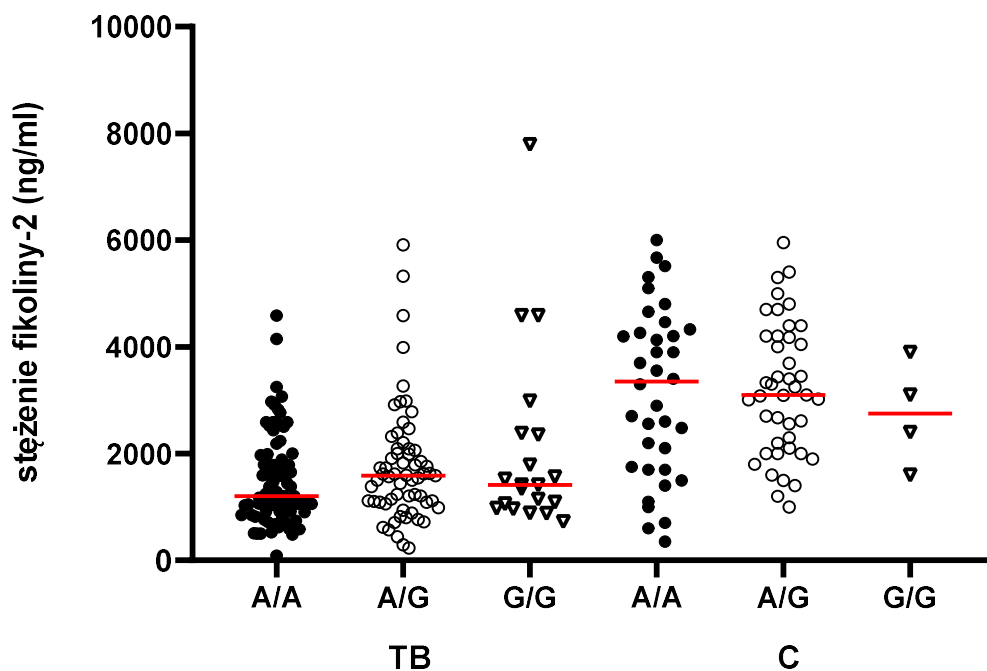 stężenie fikoliny-2 (ng/ml)
10000
8000
6000
4000
2000
0
A/A A/G G/G A/A A/G G/G
TB C